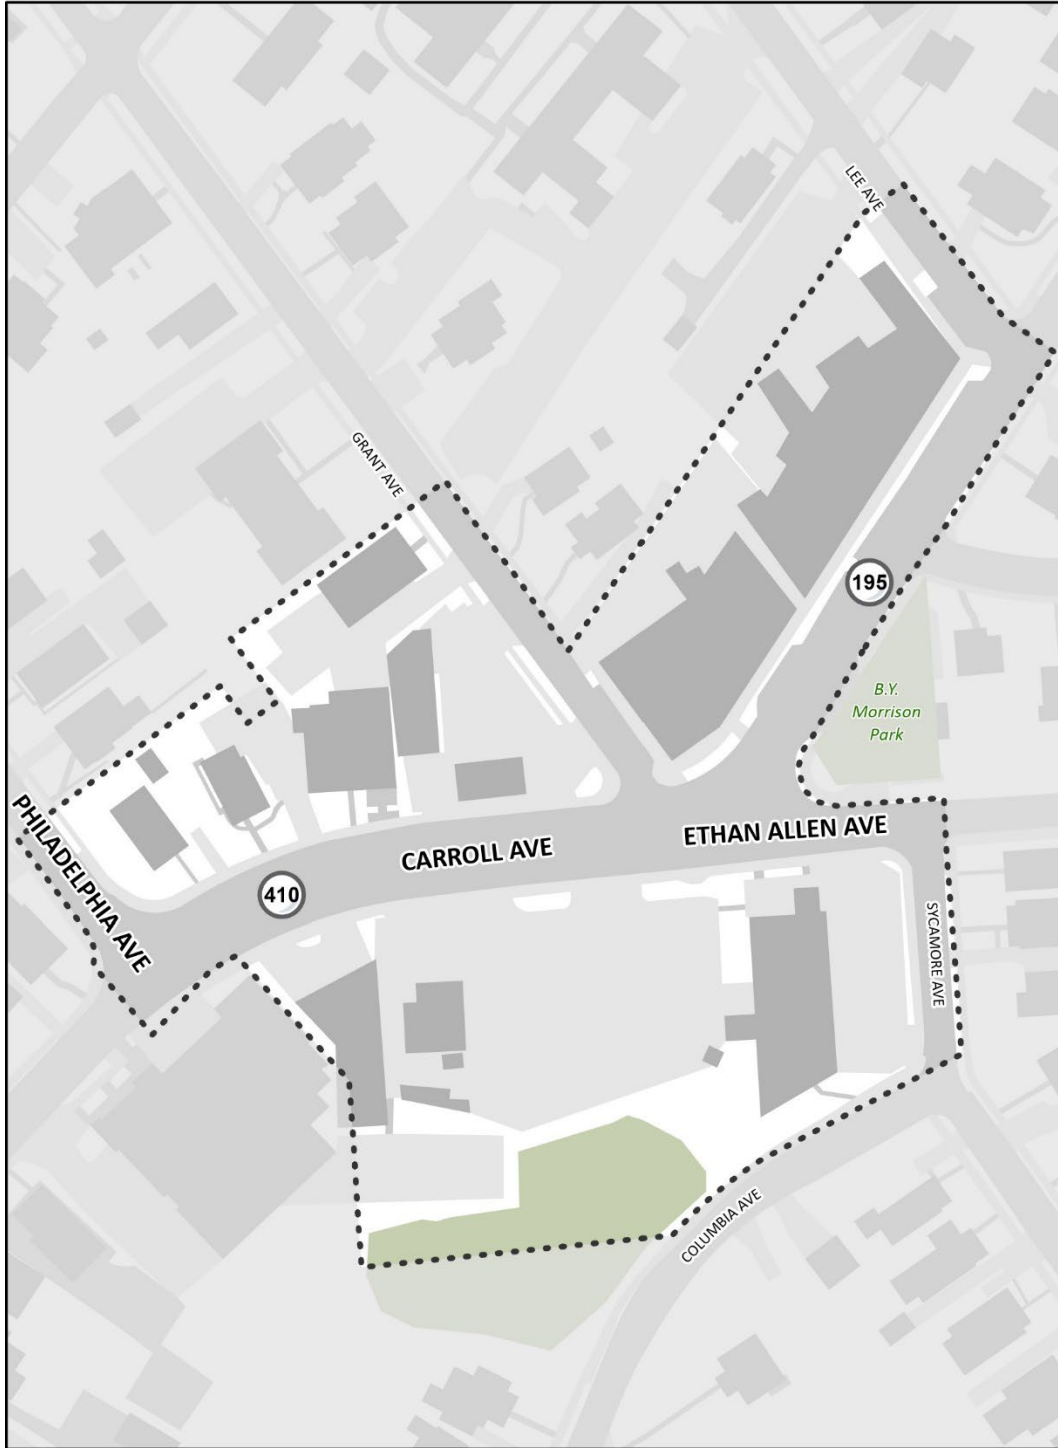 LEE AVE
GRANT AVE
195
B.Y.
Morrison
Park
PHILADELPHIA AVE
CARROLL AVE
ETHAN ALLEN AVE
410
SYCAMORE AVE
COLUMBIA AVE